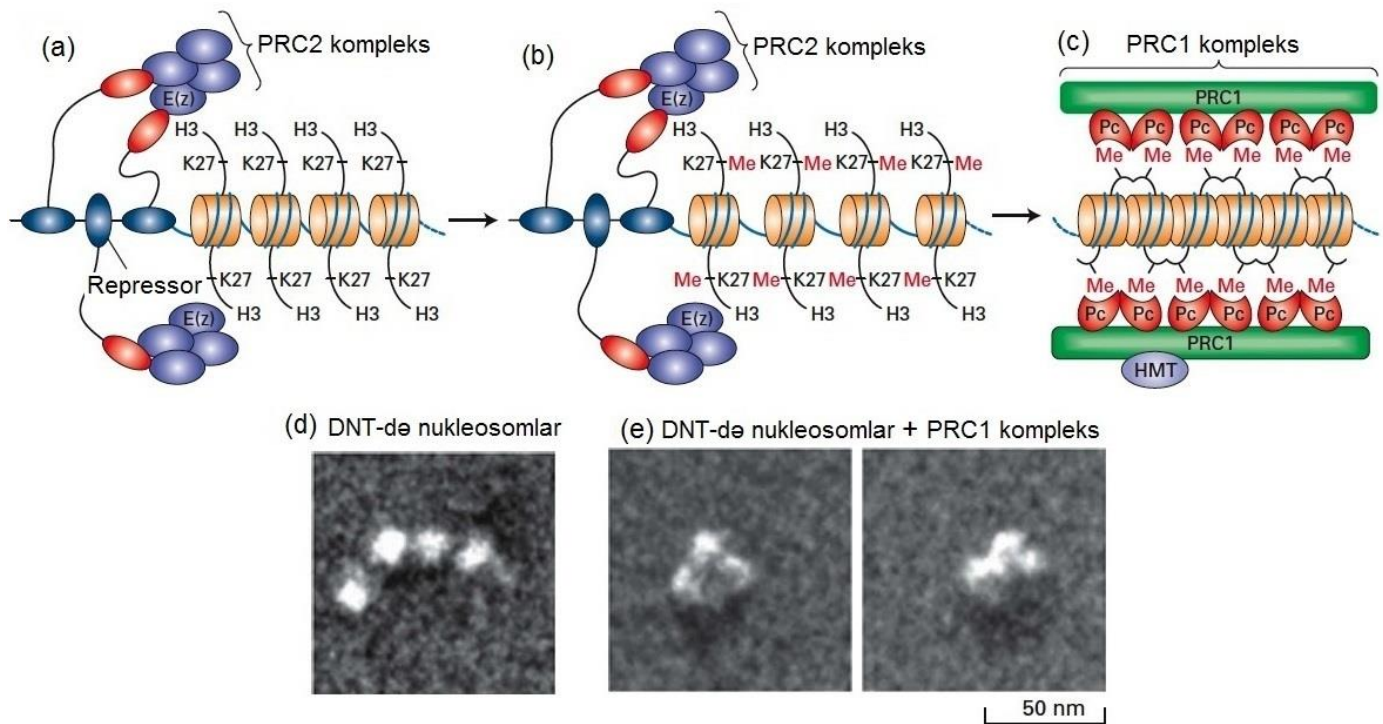 (a)
PRC2 kompleks
E(z)
H3 H3 H3 H3
K27 K27 K27 K27
Repressor
K27 K27 K27 K27
H3 H3 H3 H3
E(z)
(b)
PRC2 kompleks
E(z)
H3 H3 H3 H3
K27 Me K27 Me K27 Me K27 Me
Me K27 Me K27 Me K27 Me K27
H3 H3 H3 H3
E(z)
(c)
PRC1 kompleks
PRC1
Pc Pc Pc Pc Pc Pc
Me Me Me Me Me Me
Me Me Me Me Me Me
Pc Pc Pc Pc Pc Pc
PRC1
HMT
(d) DNT-də nukleosomlar
(e) DNT-də nukleosomlar + PRC1 kompleks
50 nm